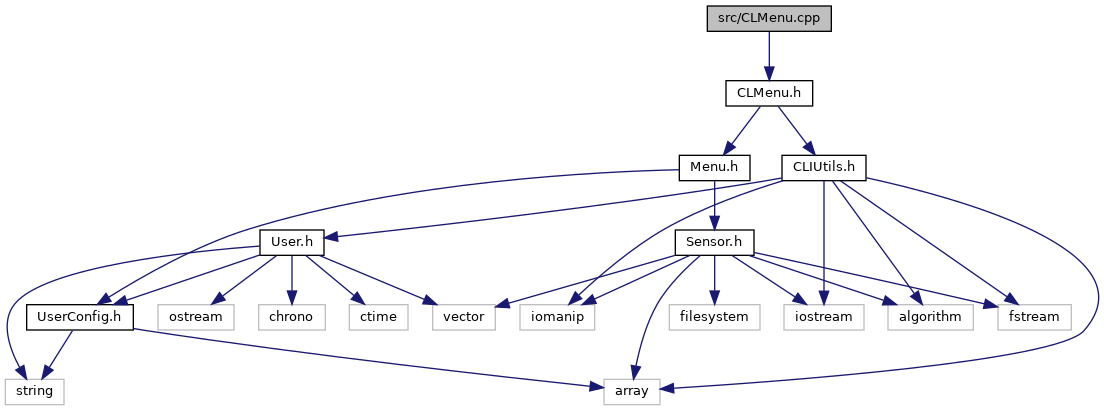 src/CLMenu.cpp
CLMenu.h
Menu.h
CLIUtils.h
User.h
Sensor.h
UserConfig.h
ostream
chrono
ctime
vector
iomanip
filesystem
iostream
algorithm
fstream
string
array